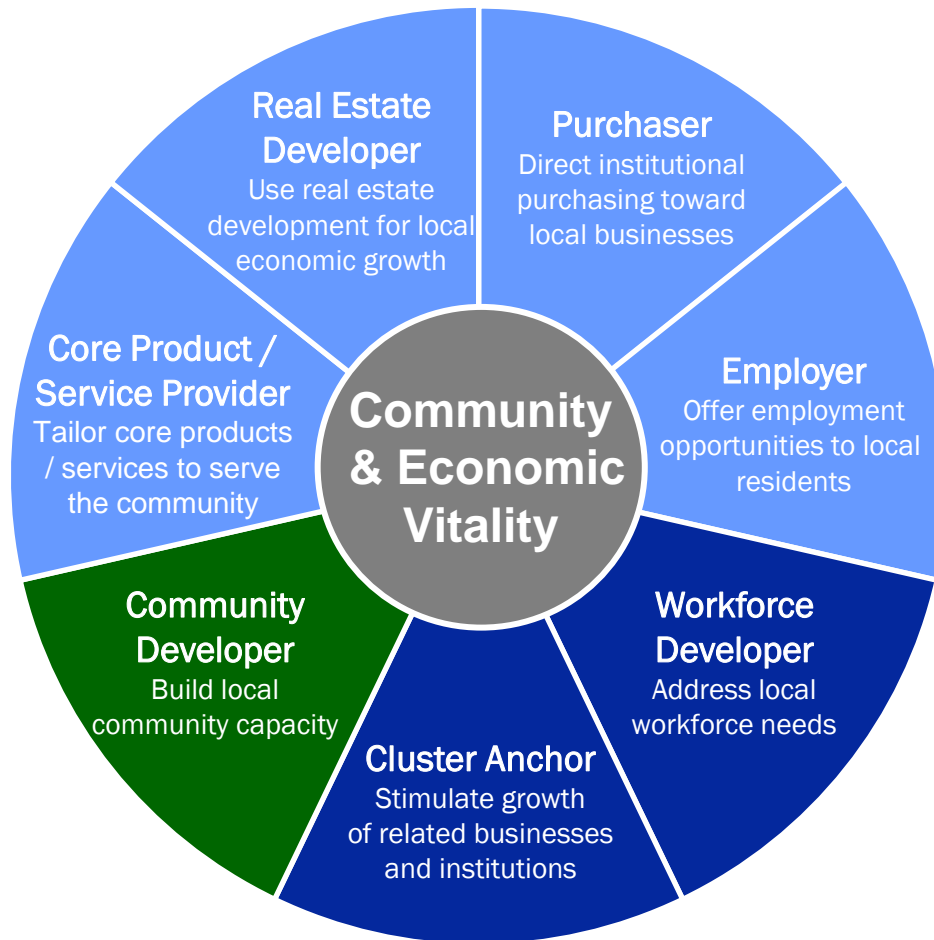 Real Estate
Developer
Use real estate
development for local
economic growth
Purchaser
Direct institutional
purchasing toward
local businesses
Core Product /
Service Provider
Tailor core products
/ services to serve
the community
Community
& Economic
Vitality
Employer
Offer employment
opportunities to local
residents
Community
Developer
Build local
community capacity
Cluster Anchor
Stimulate growth
of related businesses
and institutions
Workforce
Developer
Address local
workforce needs